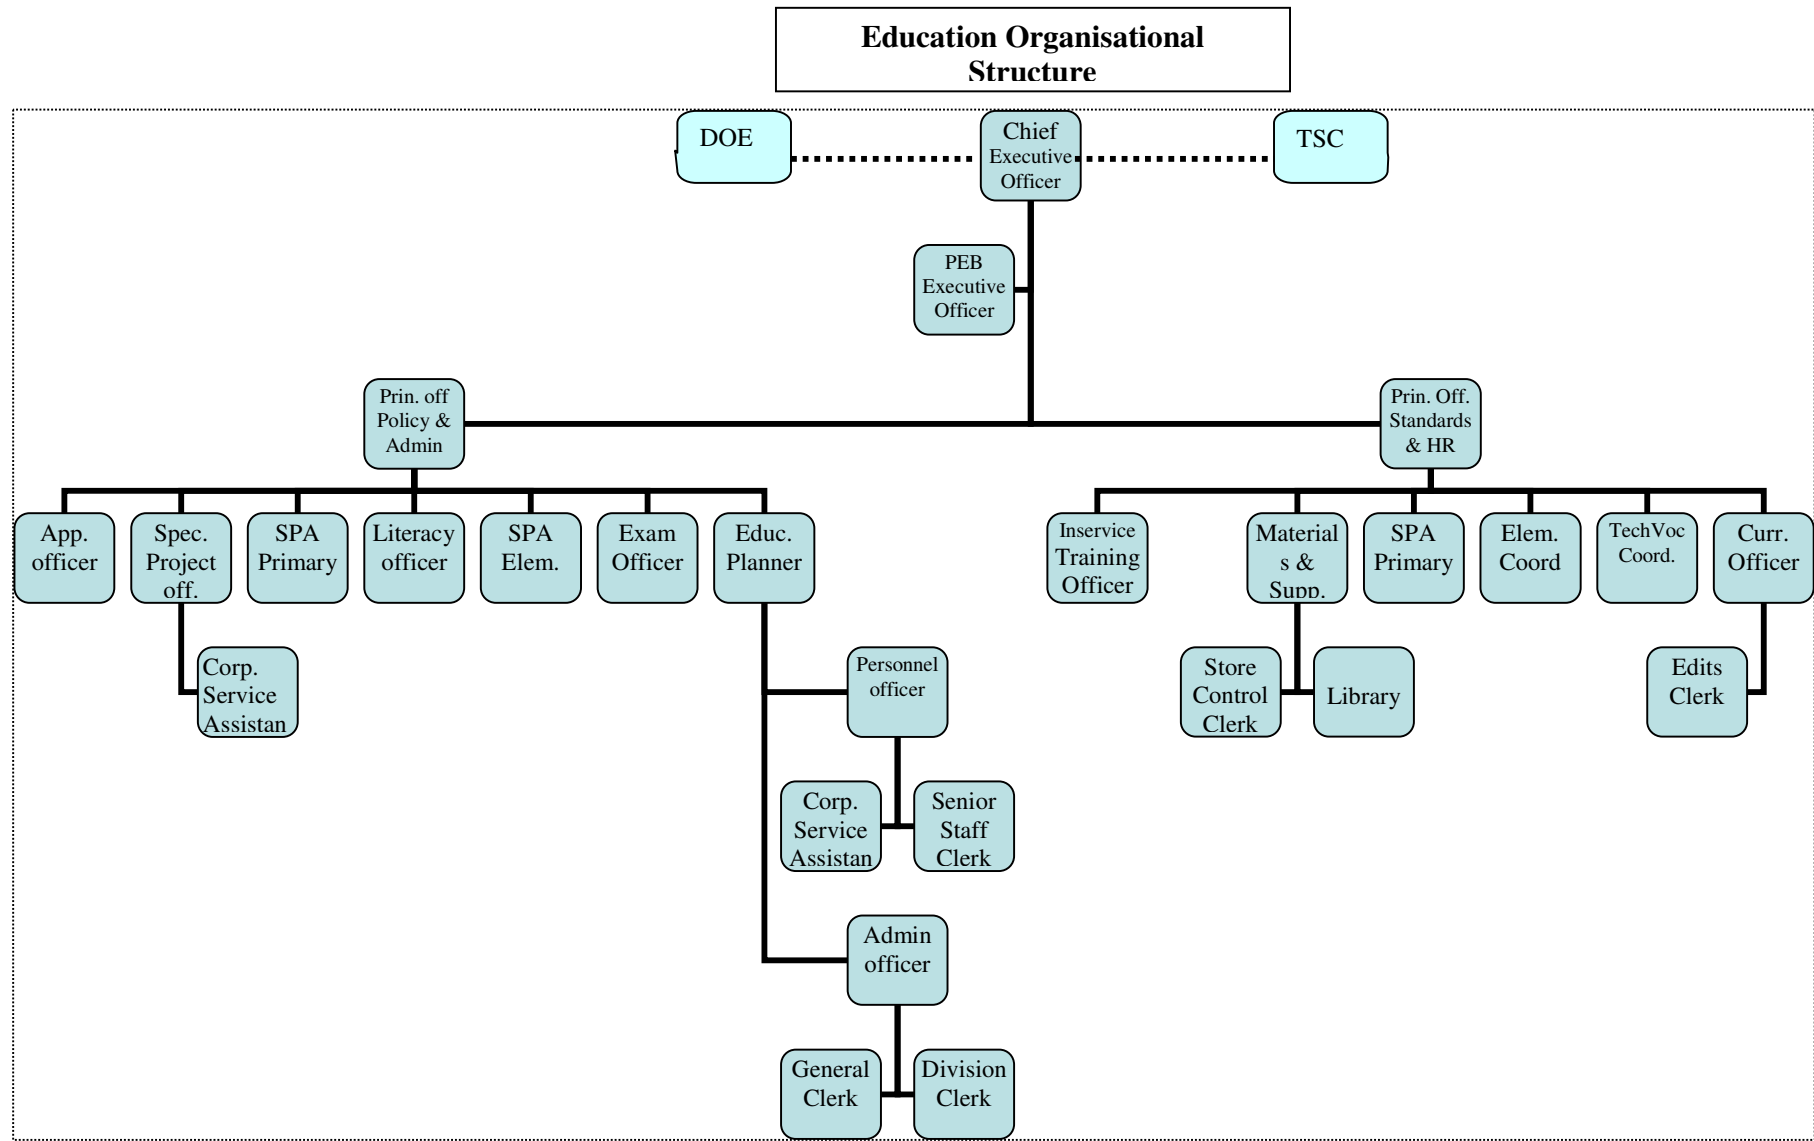 Education Organisational
Structure
DOE
Chief
Executive
Officer
TSC
PEB
Executive
Officer
Prin. off
Policy &
Admin
Prin. Off.
Standards
& HR
App.
officer
Spec.
Project
off.
SPA
Primary
Literacy
officer
SPA
Elem.
Exam
Officer
Educ.
Planner
Inservice
Training
Officer
Material
s &
Supp.
SPA
Primary
Elem.
Coord
TechVoc
Coord.
Curr.
Officer
Corp.
Service
Assistan
Personnel
officer
Store
Control
Clerk
Library
Edits
Clerk
Corp.
Service
Assistan
Senior
Staff
Clerk
Admin
officer
General
Clerk
Division
Clerk